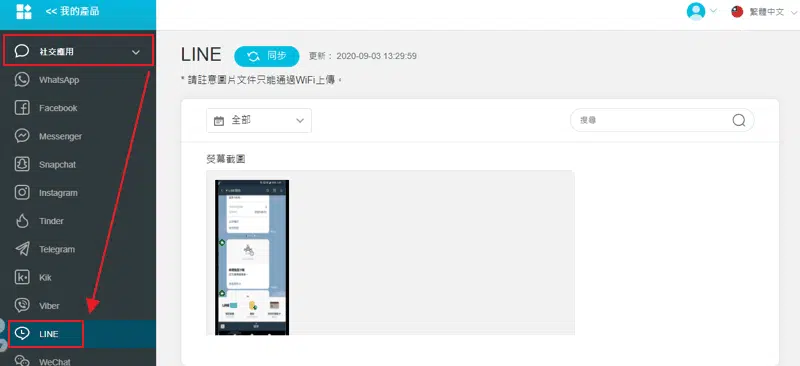 << 我的產品
繁體中文
社交應用
WhatsApp
Facebook
Messenger
Snapchat
Instagram
Tinder
Telegram
Kik
Viber
LINE
WeChat
LINE
同步
更新： 2020-09-03 13:29:59
* 請註意圖片文件只能通過WiFi上傳。
全部
搜尋
熒幕截圖